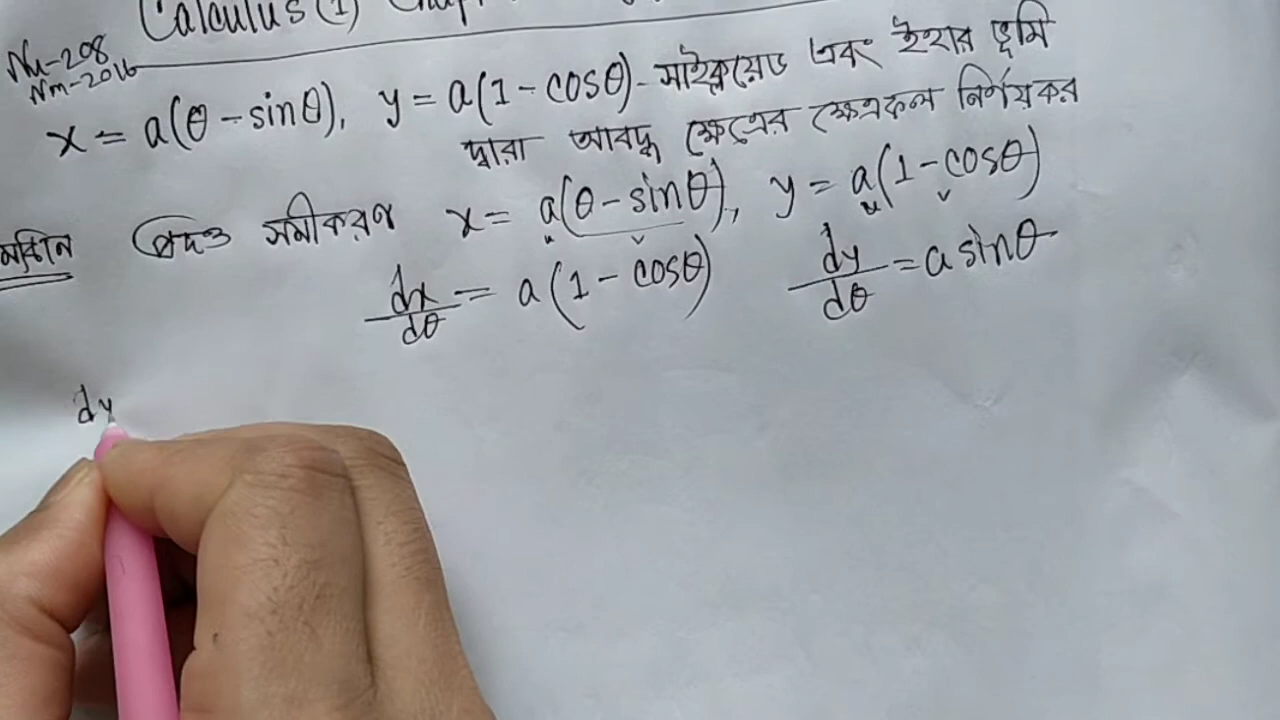 Calculus (1)
Nu-208
Nm-2016
x = a(θ - sinθ), y = a(1 - cosθ) - সাইক্লয়েড এবং ইহার ভূমি
দ্বারা আবদ্ধ ক্ষেত্রের ক্ষেত্রফল নির্ণয় কর
প্রদত্ত সমীকরণ x = a(θ - sinθ), y = a(1 - cosθ)
dx/dθ = a(1 - cosθ) dy/dθ = a sinθ
dy